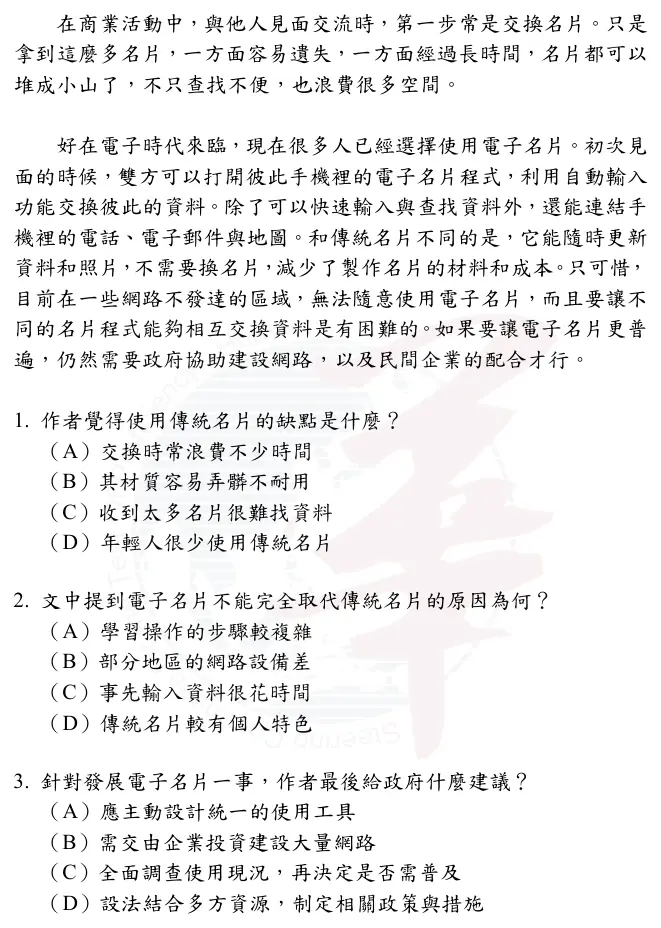 在商業活動中，與他人見面交流時，第一步常是交換名片。只是
拿到這麼多名片，一方面容易遺失，一方面經過長時間，名片都可以
堆成小山了，不只查找不便，也浪費很多空間。
好在電子時代來臨，現在很多人已經選擇使用電子名片。初次見
面的時候，雙方可以打開彼此手機裡的電子名片程式，利用自動輸入
功能交換彼此的資料。除了可以快速輸入與查找資料外，還能連結手
機裡的電話、電子郵件與地圖。和傳統名片不同的是，它能隨時更新
資料和照片，不需要換名片，減少了製作名片的材料和成本。只可惜，
目前在一些網路不發達的區域，無法隨意使用電子名片，而且要讓不
同的名片程式能夠相互交換資料是有困難的。如果要讓電子名片更普
遍，仍然需要政府協助建設網路，以及民間企業的配合才行。
1. 作者覺得使用傳統名片的缺點是什麼？
（A）交換時常浪費不少時間
（B）其材質容易弄髒不耐用
（C）收到太多名片很難找資料
（D）年輕人很少使用傳統名片
2. 文中提到電子名片不能完全取代傳統名片的原因為何？
（A）學習操作的步驟較複雜
（B）部分地區的網路設備差
（C）事先輸入資料很花時間
（D）傳統名片較有個人特色
3. 針對發展電子名片一事，作者最後給政府什麼建議？
（A）應主動設計統一的使用工具
（B）需交由企業投資建設大量網路
（C）全面調查使用現況，再決定是否需普及
（D）設法結合多方資源，制定相關政策與措施